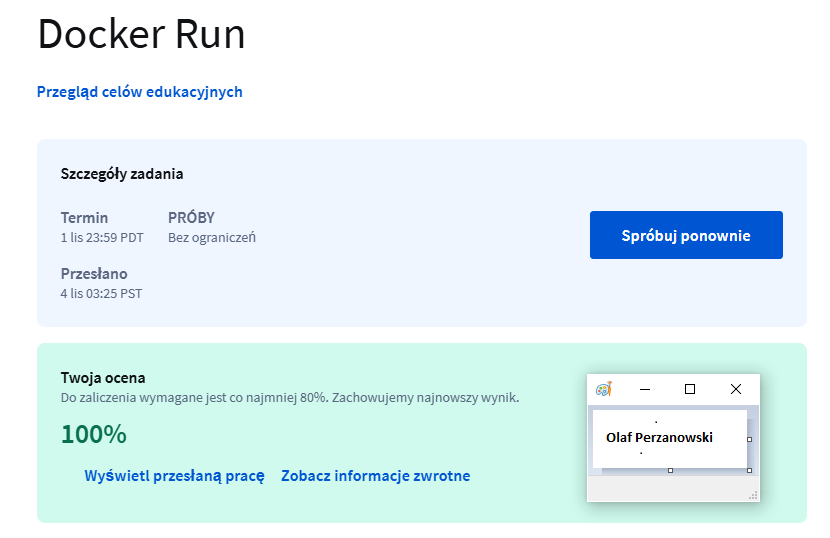 Docker Run
Przegląd celów edukacyjnych
Szczegóły zadania
Termin
PRÓBY
1 lis 23:59 PDT
Bez ograniczeń
Spróbuj ponownie
Przesłano
4 lis 03:25 PST
Twoja ocena
Do zaliczenia wymagane jest co najmniej 80%. Zachowujemy najnowszy wynik.
100%
Olaf Perzanowski
Wyświetl przesłaną pracę
Zobacz informacje zwrotne